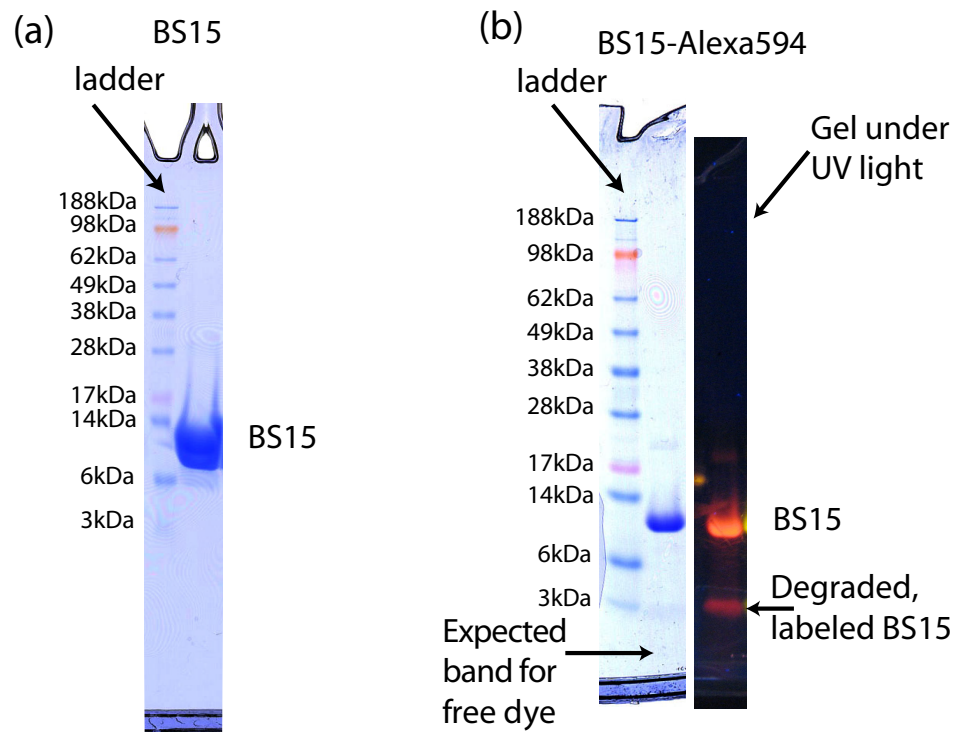 (a)
BS15
ladder
188kDa
98kDa
62kDa
49kDa
38kDa
28kDa
17kDa
14kDa
6kDa
3kDa
BS15
(b)
BS15-Alexa594
ladder
Gel under
UV light
188kDa
98kDa
62kDa
49kDa
38kDa
28kDa
17kDa
14kDa
6kDa
3kDa
BS15
Degraded,
labeled BS15
Expected
band for
free dye